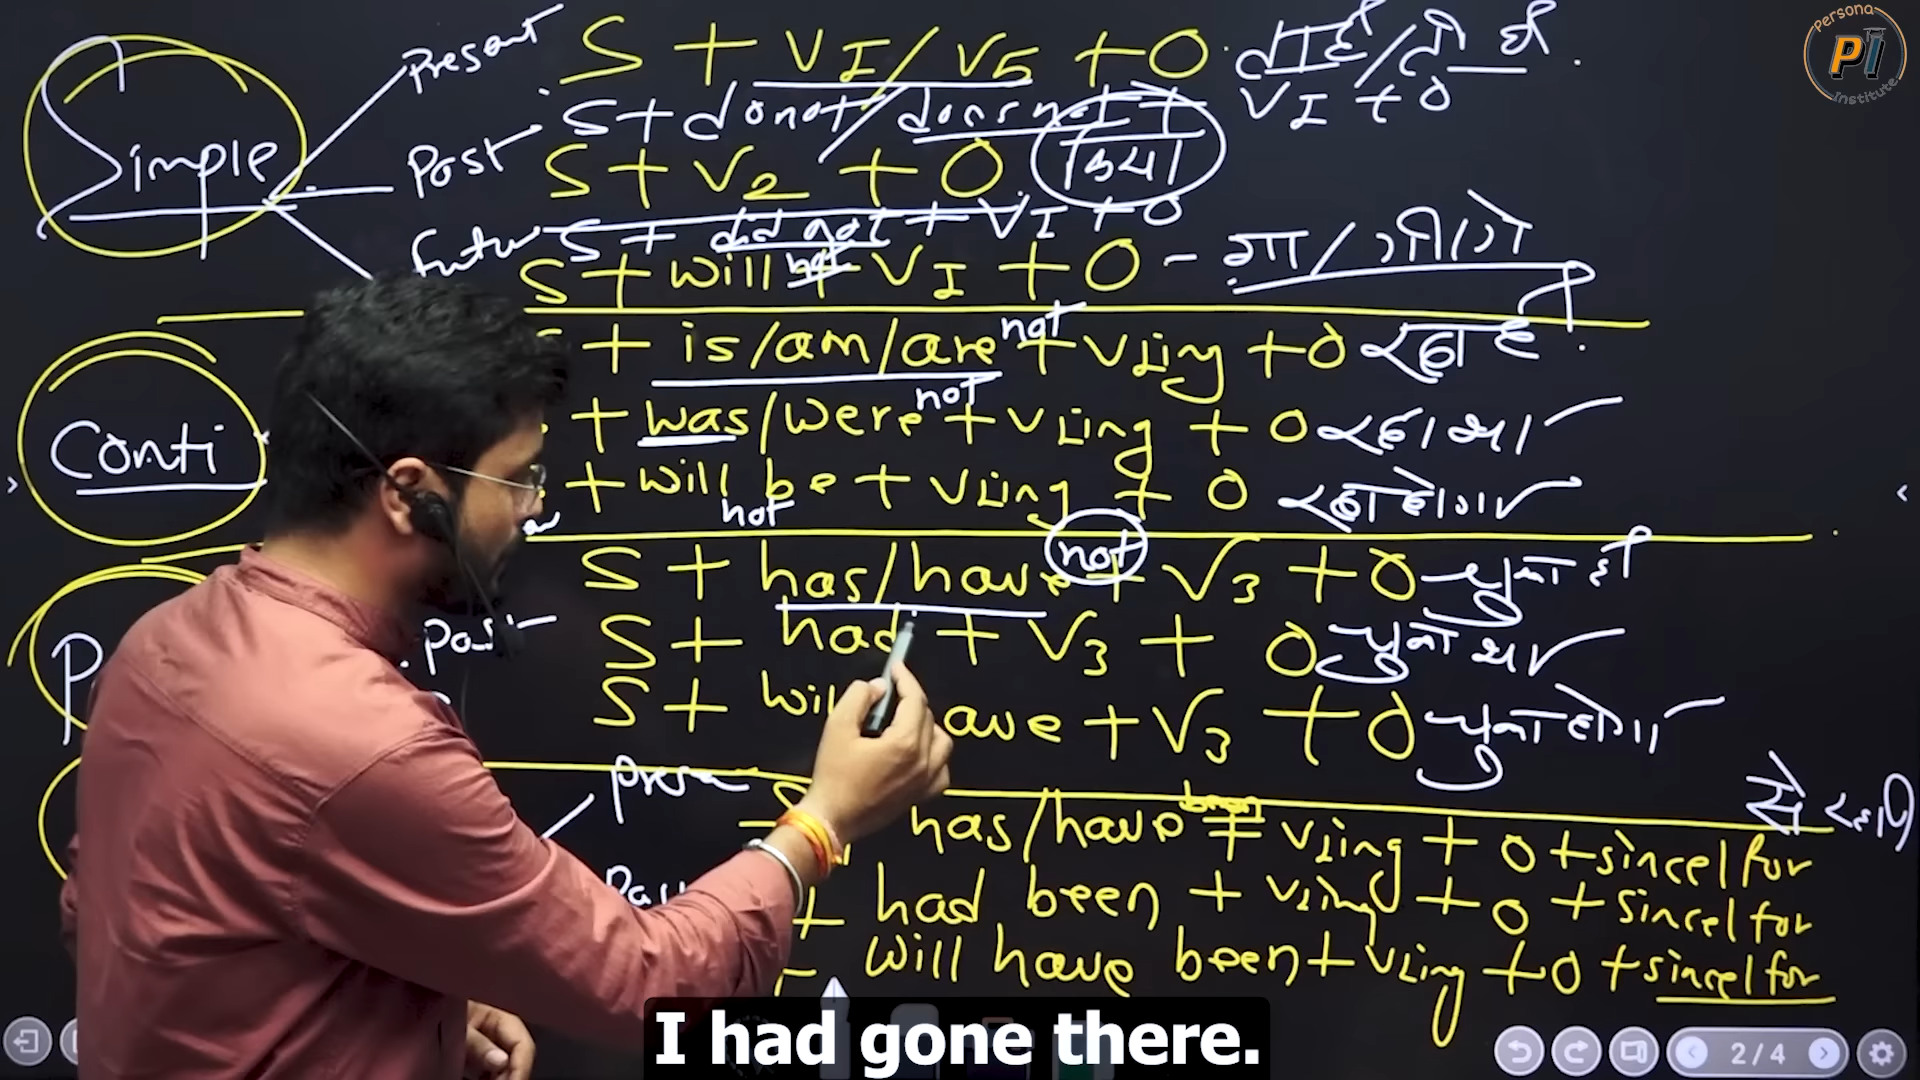 Persona
PI
Institute
Simple
Present S + V1/V5 + O. ता है/ती है.
S + do not/does not + V1 + O
Past S + V2 + O
S + did not + V1 + O
Futu S + will + not V1 + O - गा/गी/गे
+ is/am/are not + V1ing + O रहा है.
Conti + was/were not + V1ing + O रहा था
+ will be + V1ing + O रहा होगा
not
S + has/have not + V3 + O
P Past S + had + V3 + O
S + will have + V3 + O
Prese
has/have been + V1ing + O + since/for
से रहा
+ had been + V1ing + O + since/for
will have been + V1ing + O + since/for
I had gone there.
2/4